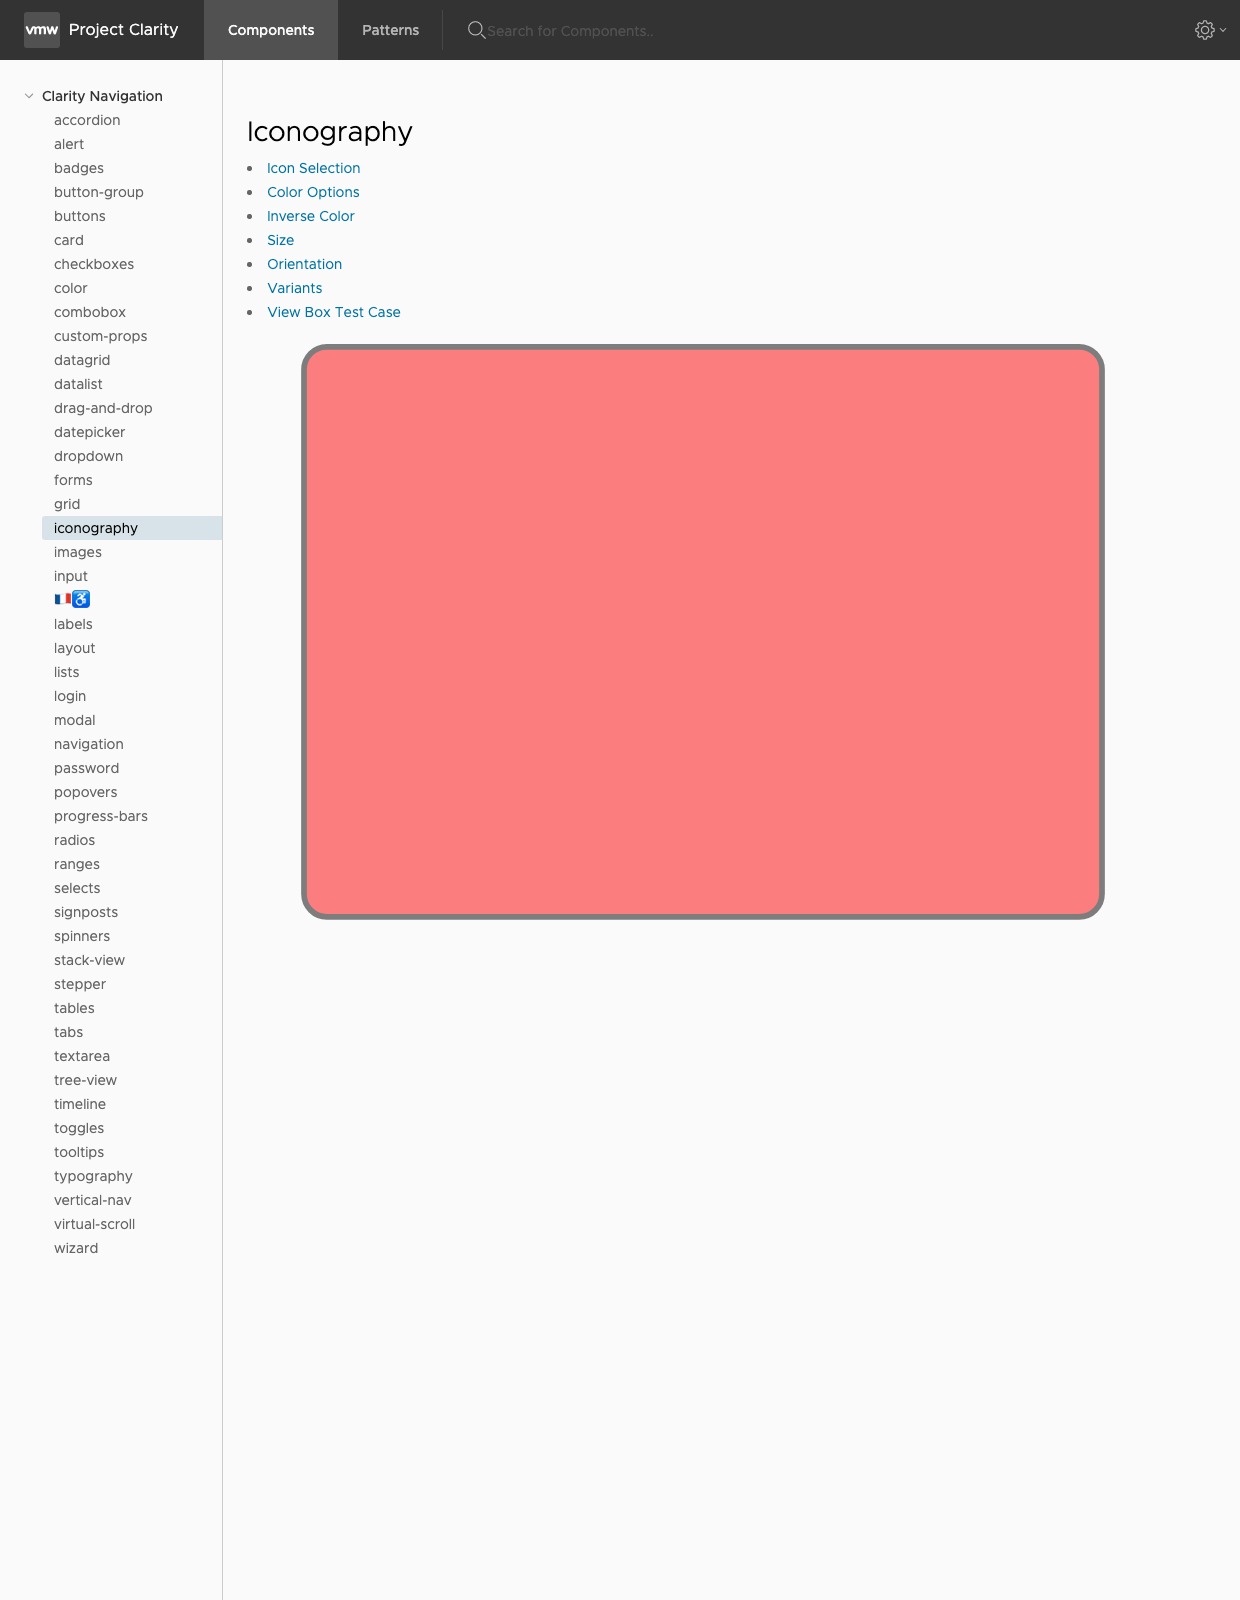 vmw Project Clarity Components Patterns Search for Components..
Clarity Navigation
accordion
alert
badges
button-group
buttons
card
checkboxes
color
combobox
custom-props
datagrid
datalist
drag-and-drop
datepicker
dropdown
forms
grid
iconography
images
input
🇫🇷♿
labels
layout
lists
login
modal
navigation
password
popovers
progress-bars
radios
ranges
selects
signposts
spinners
stack-view
stepper
tables
tabs
textarea
tree-view
timeline
toggles
tooltips
typography
vertical-nav
virtual-scroll
wizard
Iconography
Icon Selection
Color Options
Inverse Color
Size
Orientation
Variants
View Box Test Case